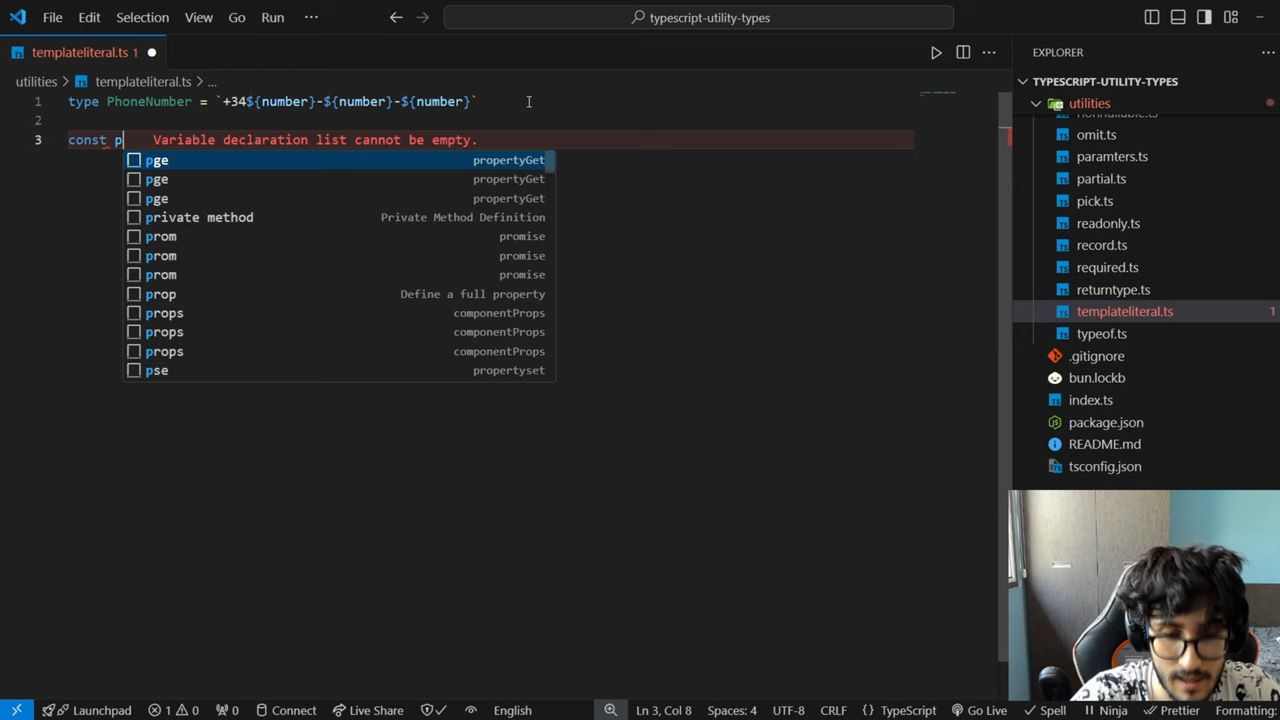 File Edit Selection View Go Run ···
typescript-utility-types
templateliteral.ts 1
EXPLORER
utilities > templateliteral.ts > ...
TYPESCRIPT-UTILITY-TYPES
utilities
1 type PhoneNumber = `+34${number}-${number}-${number}`
2
3 const p Variable declaration list cannot be empty.
pge propertyGet
pge propertyGet
pge propertyGet
private method Private Method Definition
prom promise
prom promise
prom promise
prop Define a full property
props componentProps
props componentProps
props componentProps
pse propertyset
nonnullable.ts
omit.ts
paramters.ts
partial.ts
pick.ts
readonly.ts
record.ts
required.ts
returntype.ts
templateliteral.ts 1
typeof.ts
.gitignore
bun.lockb
index.ts
package.json
README.md
tsconfig.json
Launchpad 1 0 0 Connect Live Share English Ln 3, Col 8 Spaces: 4 UTF-8 CRLF {} TypeScript Go Live Spell Ninja Prettier Formatting: